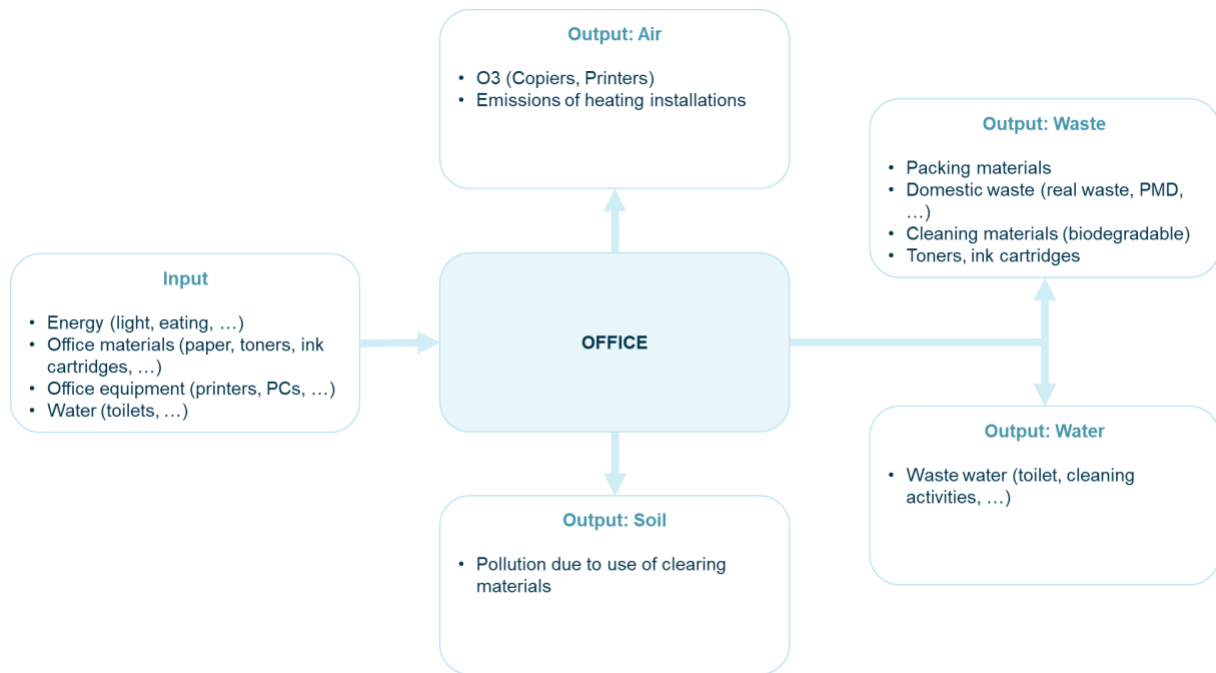 Output: Air
• O3 (Copiers, Printers)
• Emissions of heating installations
Output: Waste
• Packing materials
• Domestic waste (real waste, PMD,
…)
• Cleaning materials (biodegradable)
• Toners, ink cartridges
Input
• Energy (light, eating, …)
• Office materials (paper, toners, ink
cartridges, …)
• Office equipment (printers, PCs, …)
• Water (toilets, …)
OFFICE
Output: Water
• Waste water (toilet, cleaning
activities, …)
Output: Soil
• Pollution due to use of clearing
materials